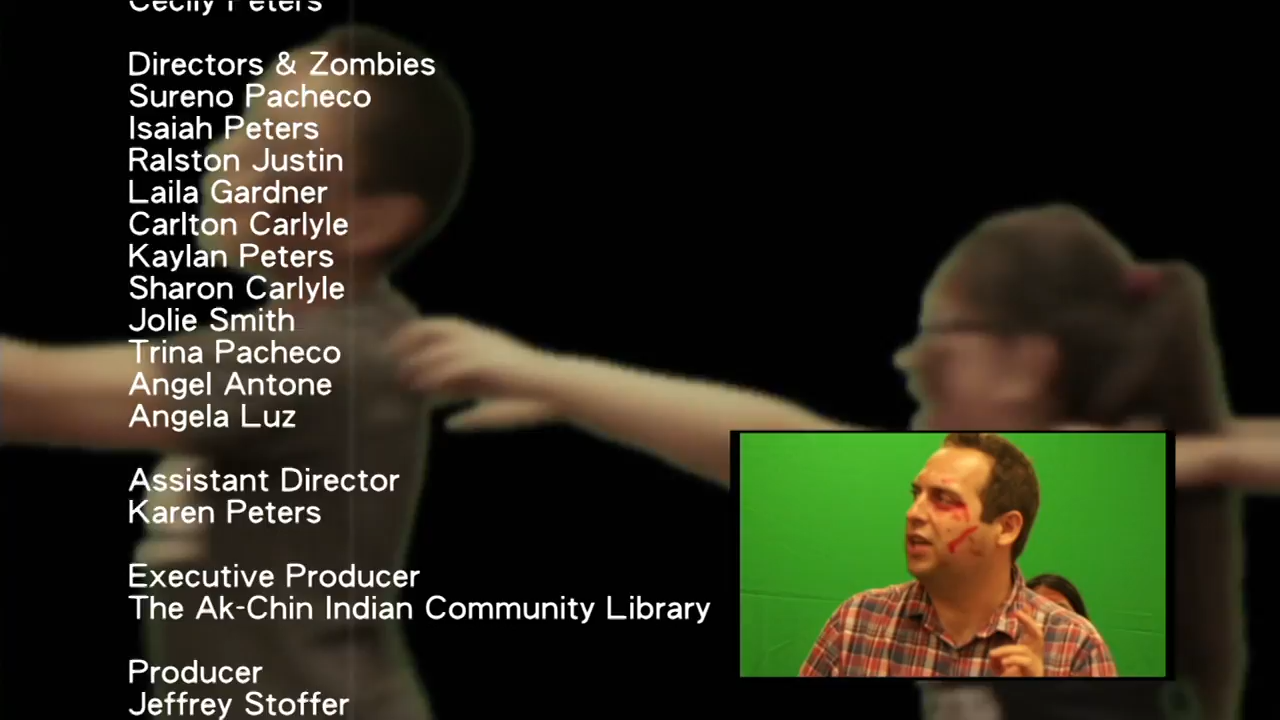 Cecily Peters
Directors & Zombies
Sureno Pacheco
Isaiah Peters
Ralston Justin
Laila Gardner
Carlton Carlyle
Kaylan Peters
Sharon Carlyle
Jolie Smith
Trina Pacheco
Angel Antone
Angela Luz
Assistant Director
Karen Peters
Executive Producer
The Ak-Chin Indian Community Library
Producer
Jeffrey Stoffer